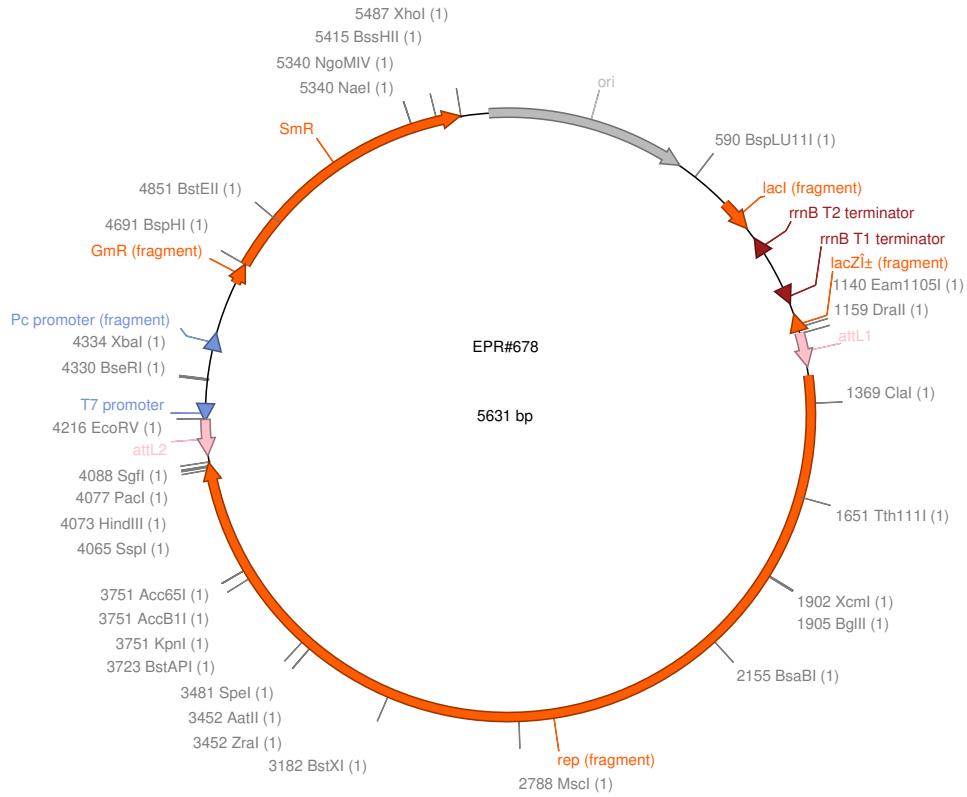 5487 XhoI (1)
5415 BssHII (1)
5340 NgoMIV (1)
5340 NaeI (1)
ori
SmR
590 BspLU11I (1)
4851 BstEII (1)
lacI (fragment)
4691 BspHI (1)
rrnB T2 terminator
GmR (fragment)
rrnB T1 terminator
lacZÎ± (fragment)
1140 Eam1105I (1)
1159 DraII (1)
Pc promoter (fragment)
attL1
4334 XbaI (1)
EPR#678
4330 BseRI (1)
1369 ClaI (1)
T7 promoter
5631 bp
4216 EcoRV (1)
attL2
4088 SgfI (1)
4077 PacI (1)
1651 Tth111I (1)
4073 HindIII (1)
4065 SspI (1)
3751 Acc65I (1)
1902 XcmI (1)
3751 AccB1I (1)
1905 BglII (1)
3751 KpnI (1)
3723 BstAPI (1)
2155 BsaBI (1)
3481 SpeI (1)
3452 AatII (1)
3452 ZraI (1)
rep (fragment)
3182 BstXI (1)
2788 MscI (1)